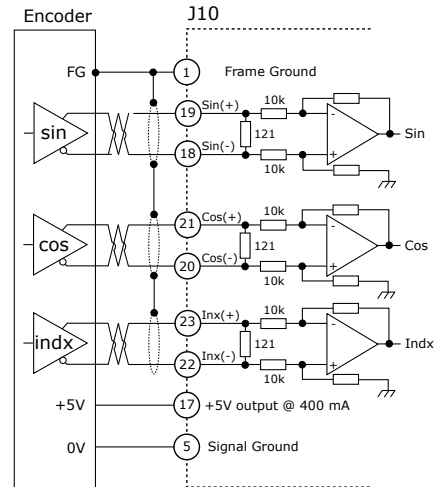 Encoder
J10
FG
1
Frame Ground
sin
19
Sin(+)
10k
-
121
Sin
18
Sin(-)
10k
+
cos
21
Cos(+)
10k
-
121
Cos
20
Cos(-)
10k
+
indx
23
Inx(+)
10k
-
121
Indx
22
Inx(-)
10k
+
+5V
17
+5V output @ 400 mA
0V
5
Signal Ground